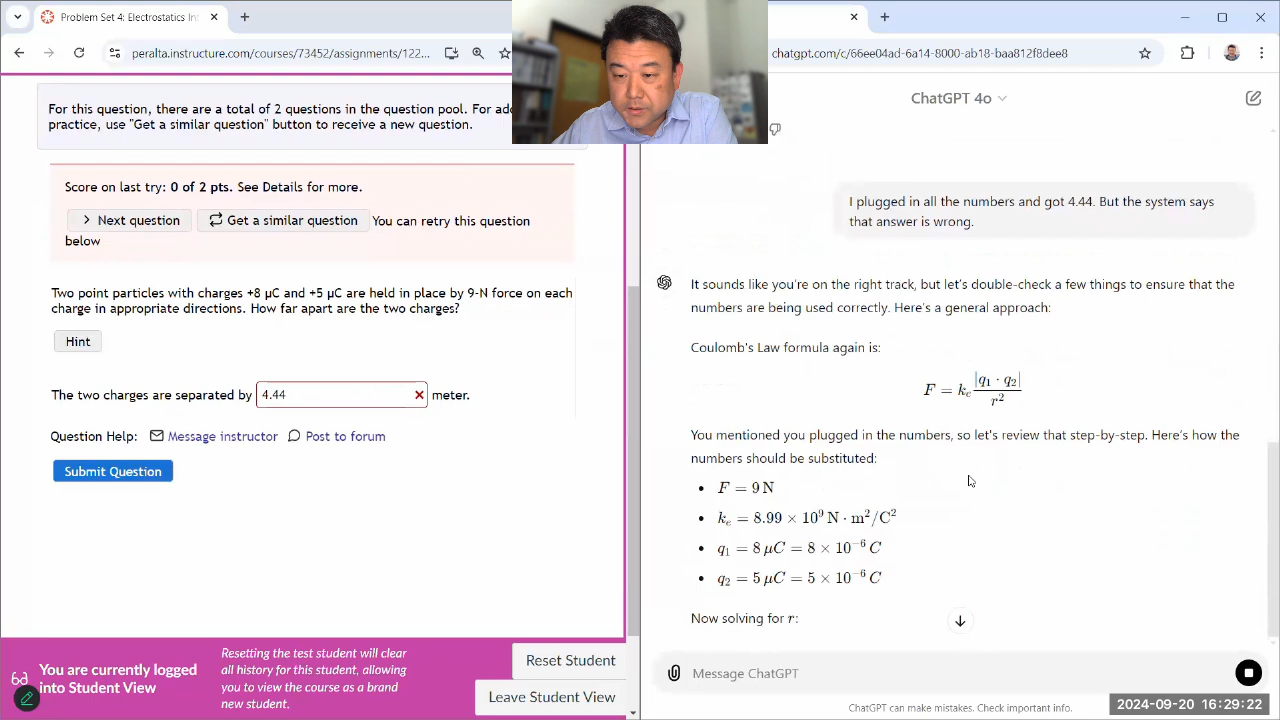 Problem Set 4: Electrostatics In
peralta.instructure.com/courses/73452/assignments/122...
chatgpt.com/c/66ee04ad-6a14-8000-ab18-baa812f8dee8
For this question, there are a total of 2 questions in the question pool. For add
practice, use "Get a similar question" button to receive a new question.
Score on last try: 0 of 2 pts. See Details for more.
Next question
Get a similar question
You can retry this question
below
Two point particles with charges +8 μC and +5 μC are held in place by 9-N force on each
charge in appropriate directions. How far apart are the two charges?
Hint
The two charges are separated by 4.44 meter.
Question Help: Message instructor Post to forum
Submit Question
You are currently logged
into Student View
Resetting the test student will clear
all history for this student, allowing
you to view the course as a brand
new student.
Reset Student
Leave Student View
ChatGPT 4o
I plugged in all the numbers and got 4.44. But the system says
that answer is wrong.
It sounds like you're on the right track, but let's double-check a few things to ensure that the
numbers are being used correctly. Here's a general approach:
Coulomb's Law formula again is:
F = kₑ |q₁ · q₂| / r²
You mentioned you plugged in the numbers, so let's review that step-by-step. Here's how the
numbers should be substituted:
• F = 9 N
• kₑ = 8.99 × 10⁹ N · m²/C²
• q₁ = 8 μC = 8 × 10⁻⁶ C
• q₂ = 5 μC = 5 × 10⁻⁶ C
Now solving for r:
Message ChatGPT
ChatGPT can make mistakes. Check important info.
2024-09-20 16:29:22